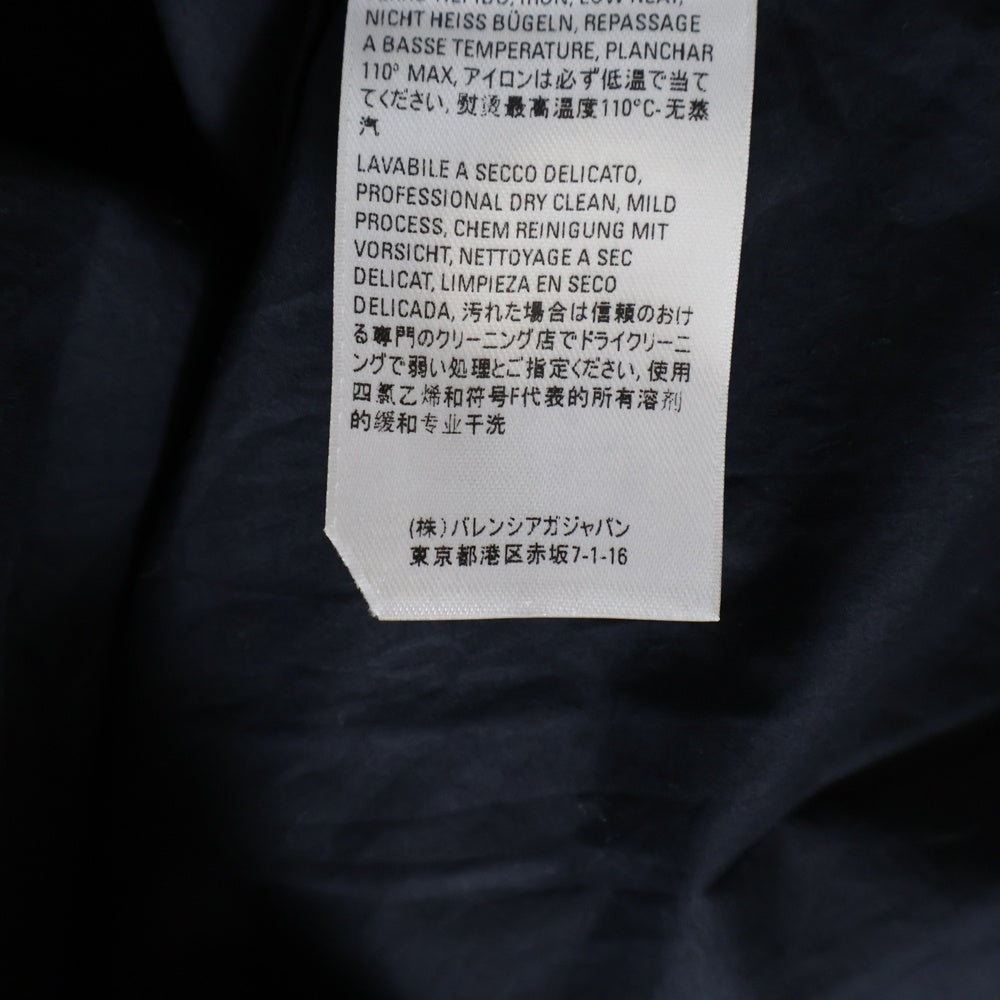 IRON, LOW HEAT,
NICHT HEISS BÜGELN, REPASSAGE
A BASSE TEMPERATURE, PLANCHAR
110° MAX, アイロンは必ず低温で当て
てください, 熨烫最高温度110°C-无蒸
汽
LAVABILE A SECCO DELICATO,
PROFESSIONAL DRY CLEAN, MILD
PROCESS, CHEM REINIGUNG MIT
VORSICHT, NETTOYAGE A SEC
DELICAT, LIMPIEZA EN SECO
DELICADA, 汚れた場合は信頼のおけ
る専門のクリーニング店でドライクリーニ
ングで弱い処理とご指定ください, 使用
四氯乙烯和符号F代表的所有溶剂
的缓和专业干洗
(株)バレンシアガジャパン
東京都港区赤坂7-1-16